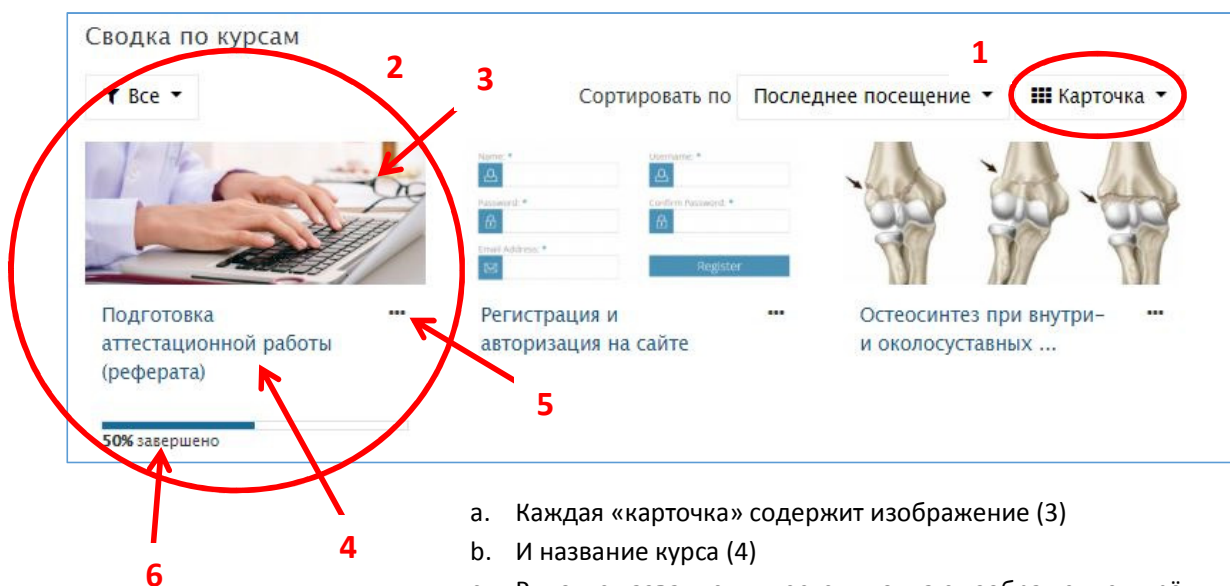 Сводка по курсам
1
2
3
Все
Сортировать по Последнее посещение Карточка
Name: * Username: *
Password: * Confirm Password: *
Email Address: *
Register
Подготовка
аттестационной работы
(реферата)
Регистрация и
авторизация на сайте
Остеосинтез при внутри-
и околосуставных ...
5
50% завершено
4
6
a. Каждая «карточка» содержит изображение (3)
b. И название курса (4)